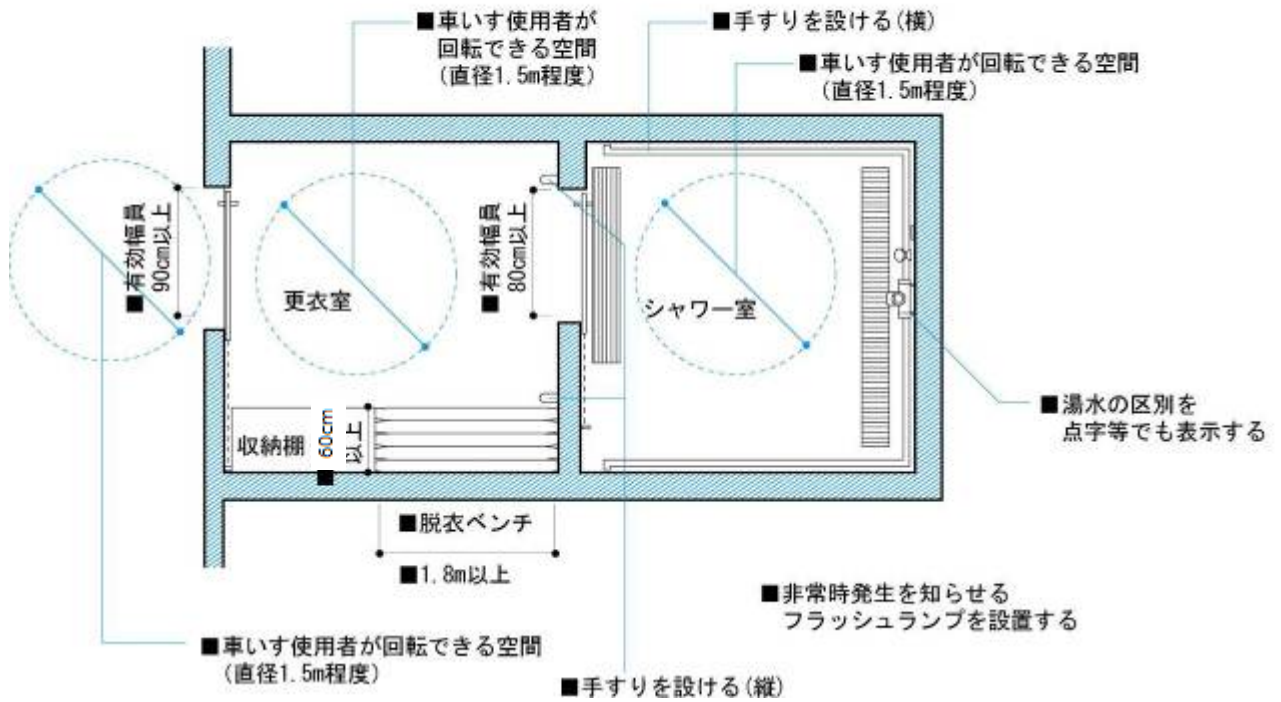 ■車いす使用者が
回転できる空間
(直径1.5m程度)
■手すりを設ける(横)
■車いす使用者が回転できる空間
(直径1.5m程度)
■有効幅員
90cm以上
更衣室
■有効幅員
80cm以上
シャワー室
収納棚
■60cm
以上
■湯水の区別を
点字等でも表示する
■脱衣ベンチ
■1.8m以上
■非常時発生を知らせる
フラッシュランプを設置する
■車いす使用者が回転できる空間
(直径1.5m程度)
■手すりを設ける(縦)